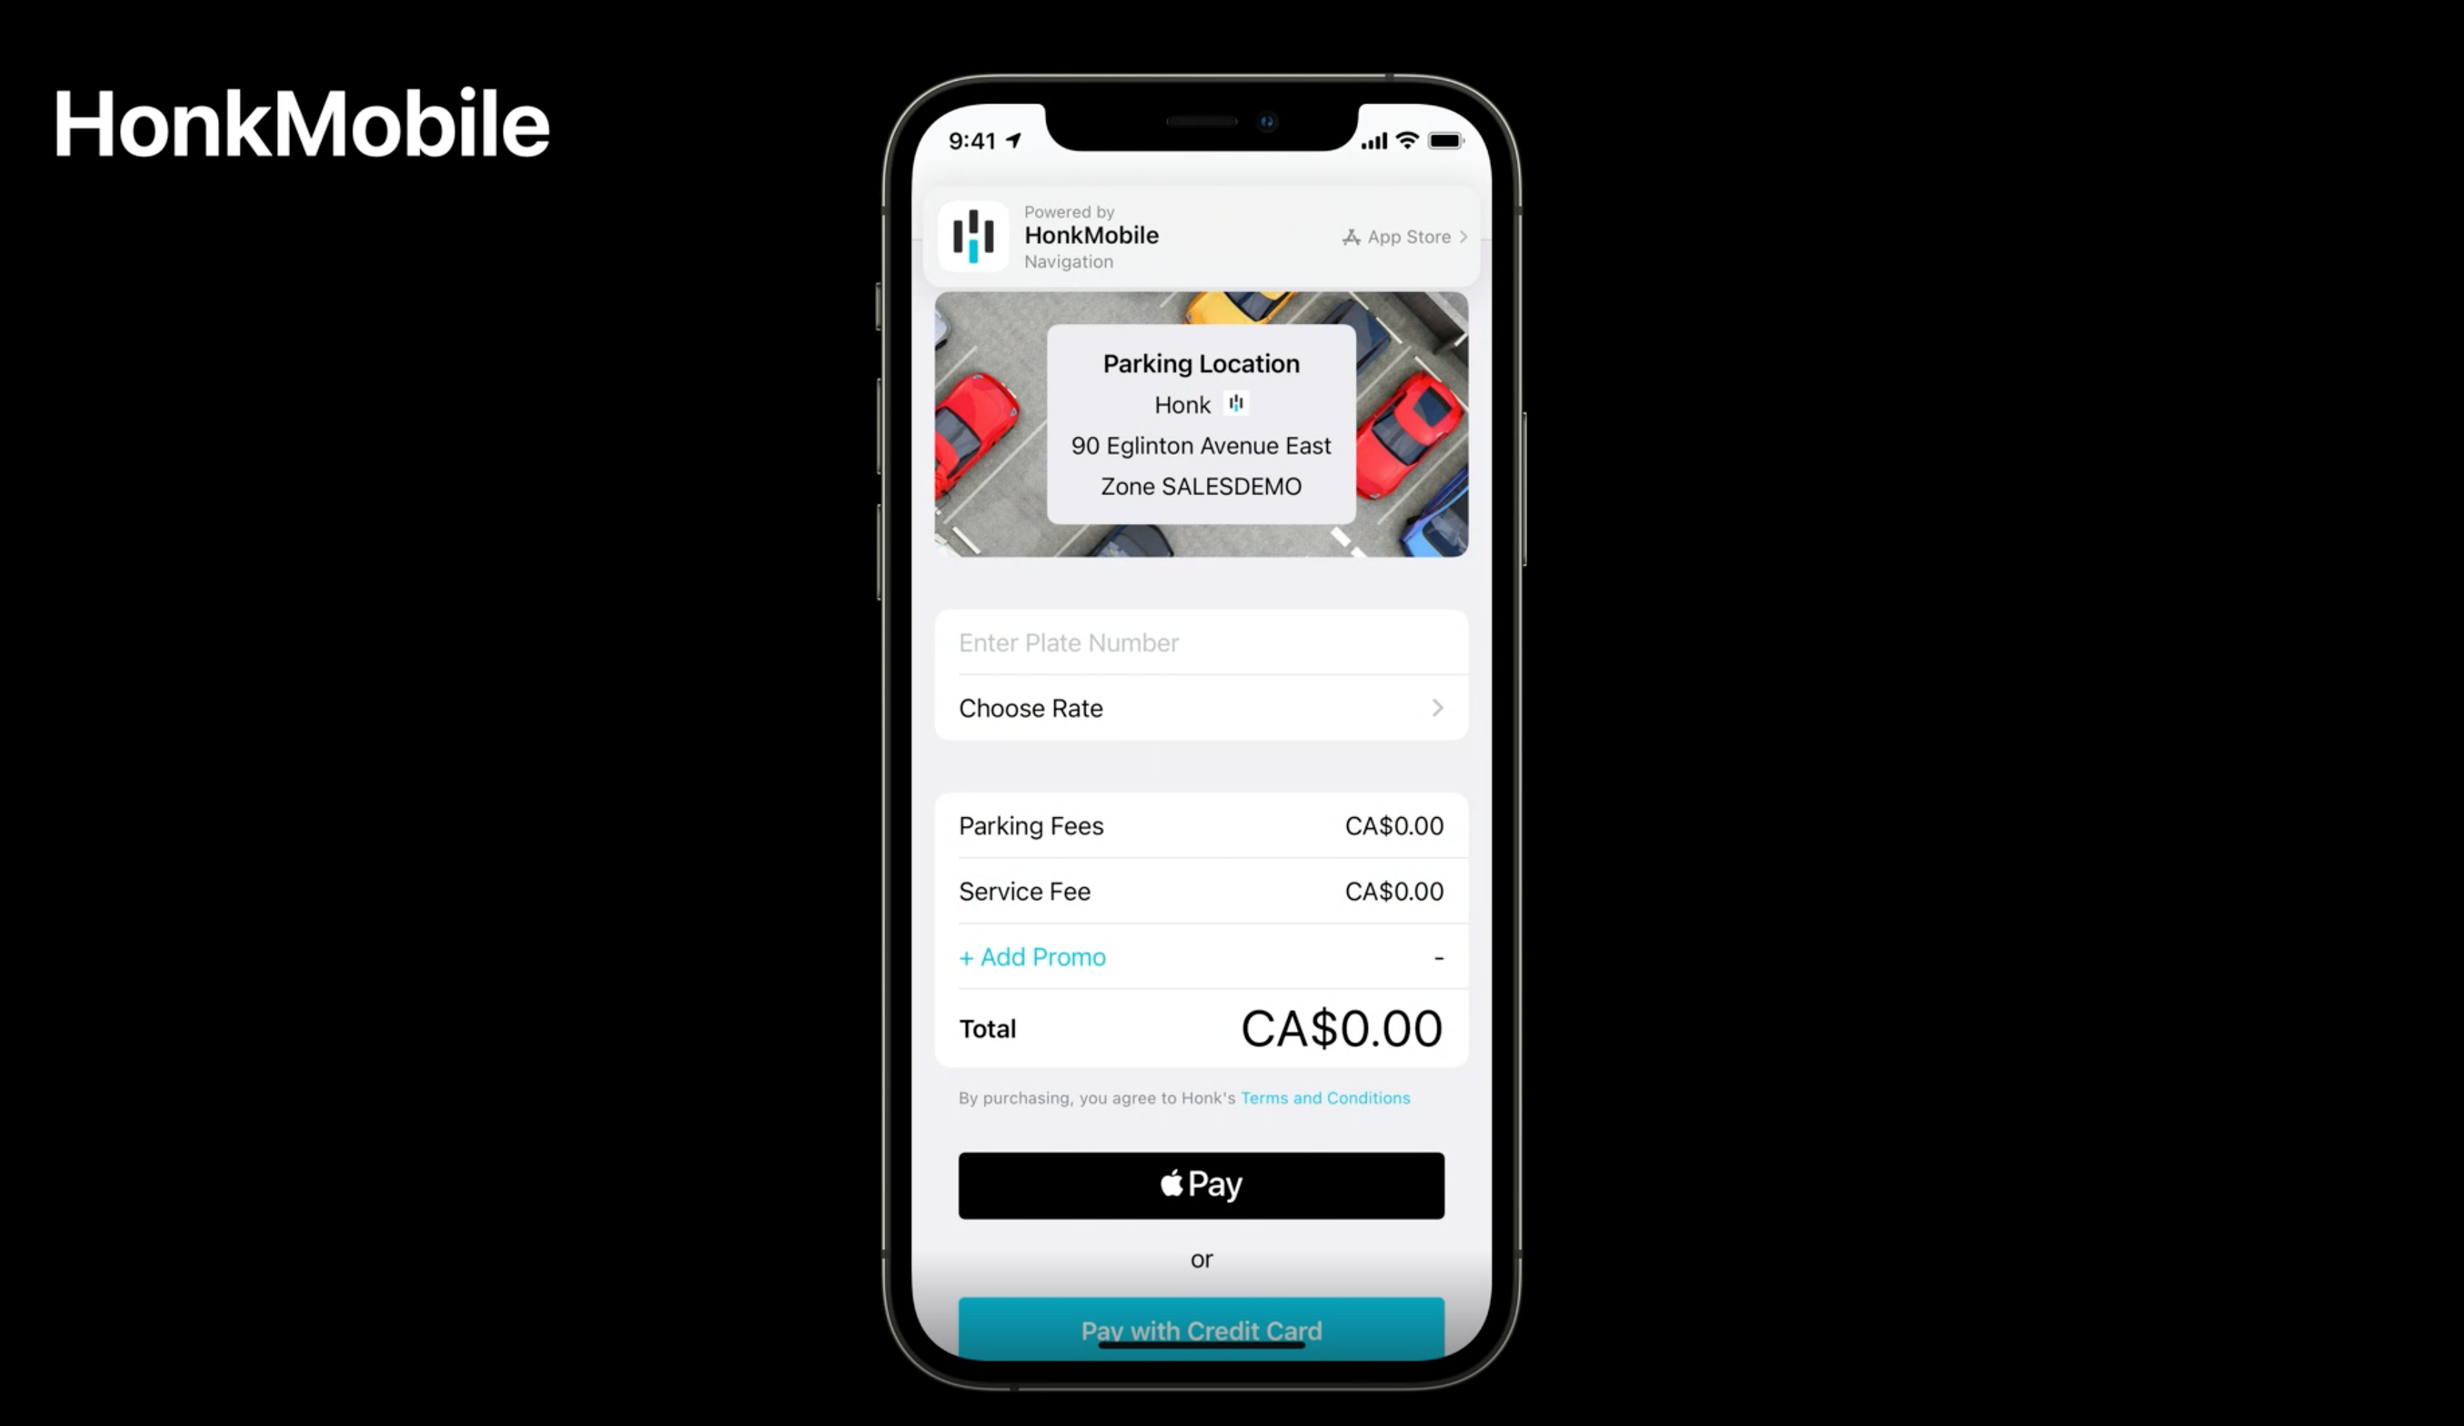 HonkMobile
9:41
Powered by
HonkMobile
Navigation
App Store
Parking Location
Honk
90 Eglinton Avenue East
Zone SALESDEMO
Enter Plate Number
Choose Rate
Parking Fees CA$0.00
Service Fee CA$0.00
+ Add Promo -
Total CA$0.00
By purchasing, you agree to Honk's Terms and Conditions
Pay
or
Pay with Credit Card